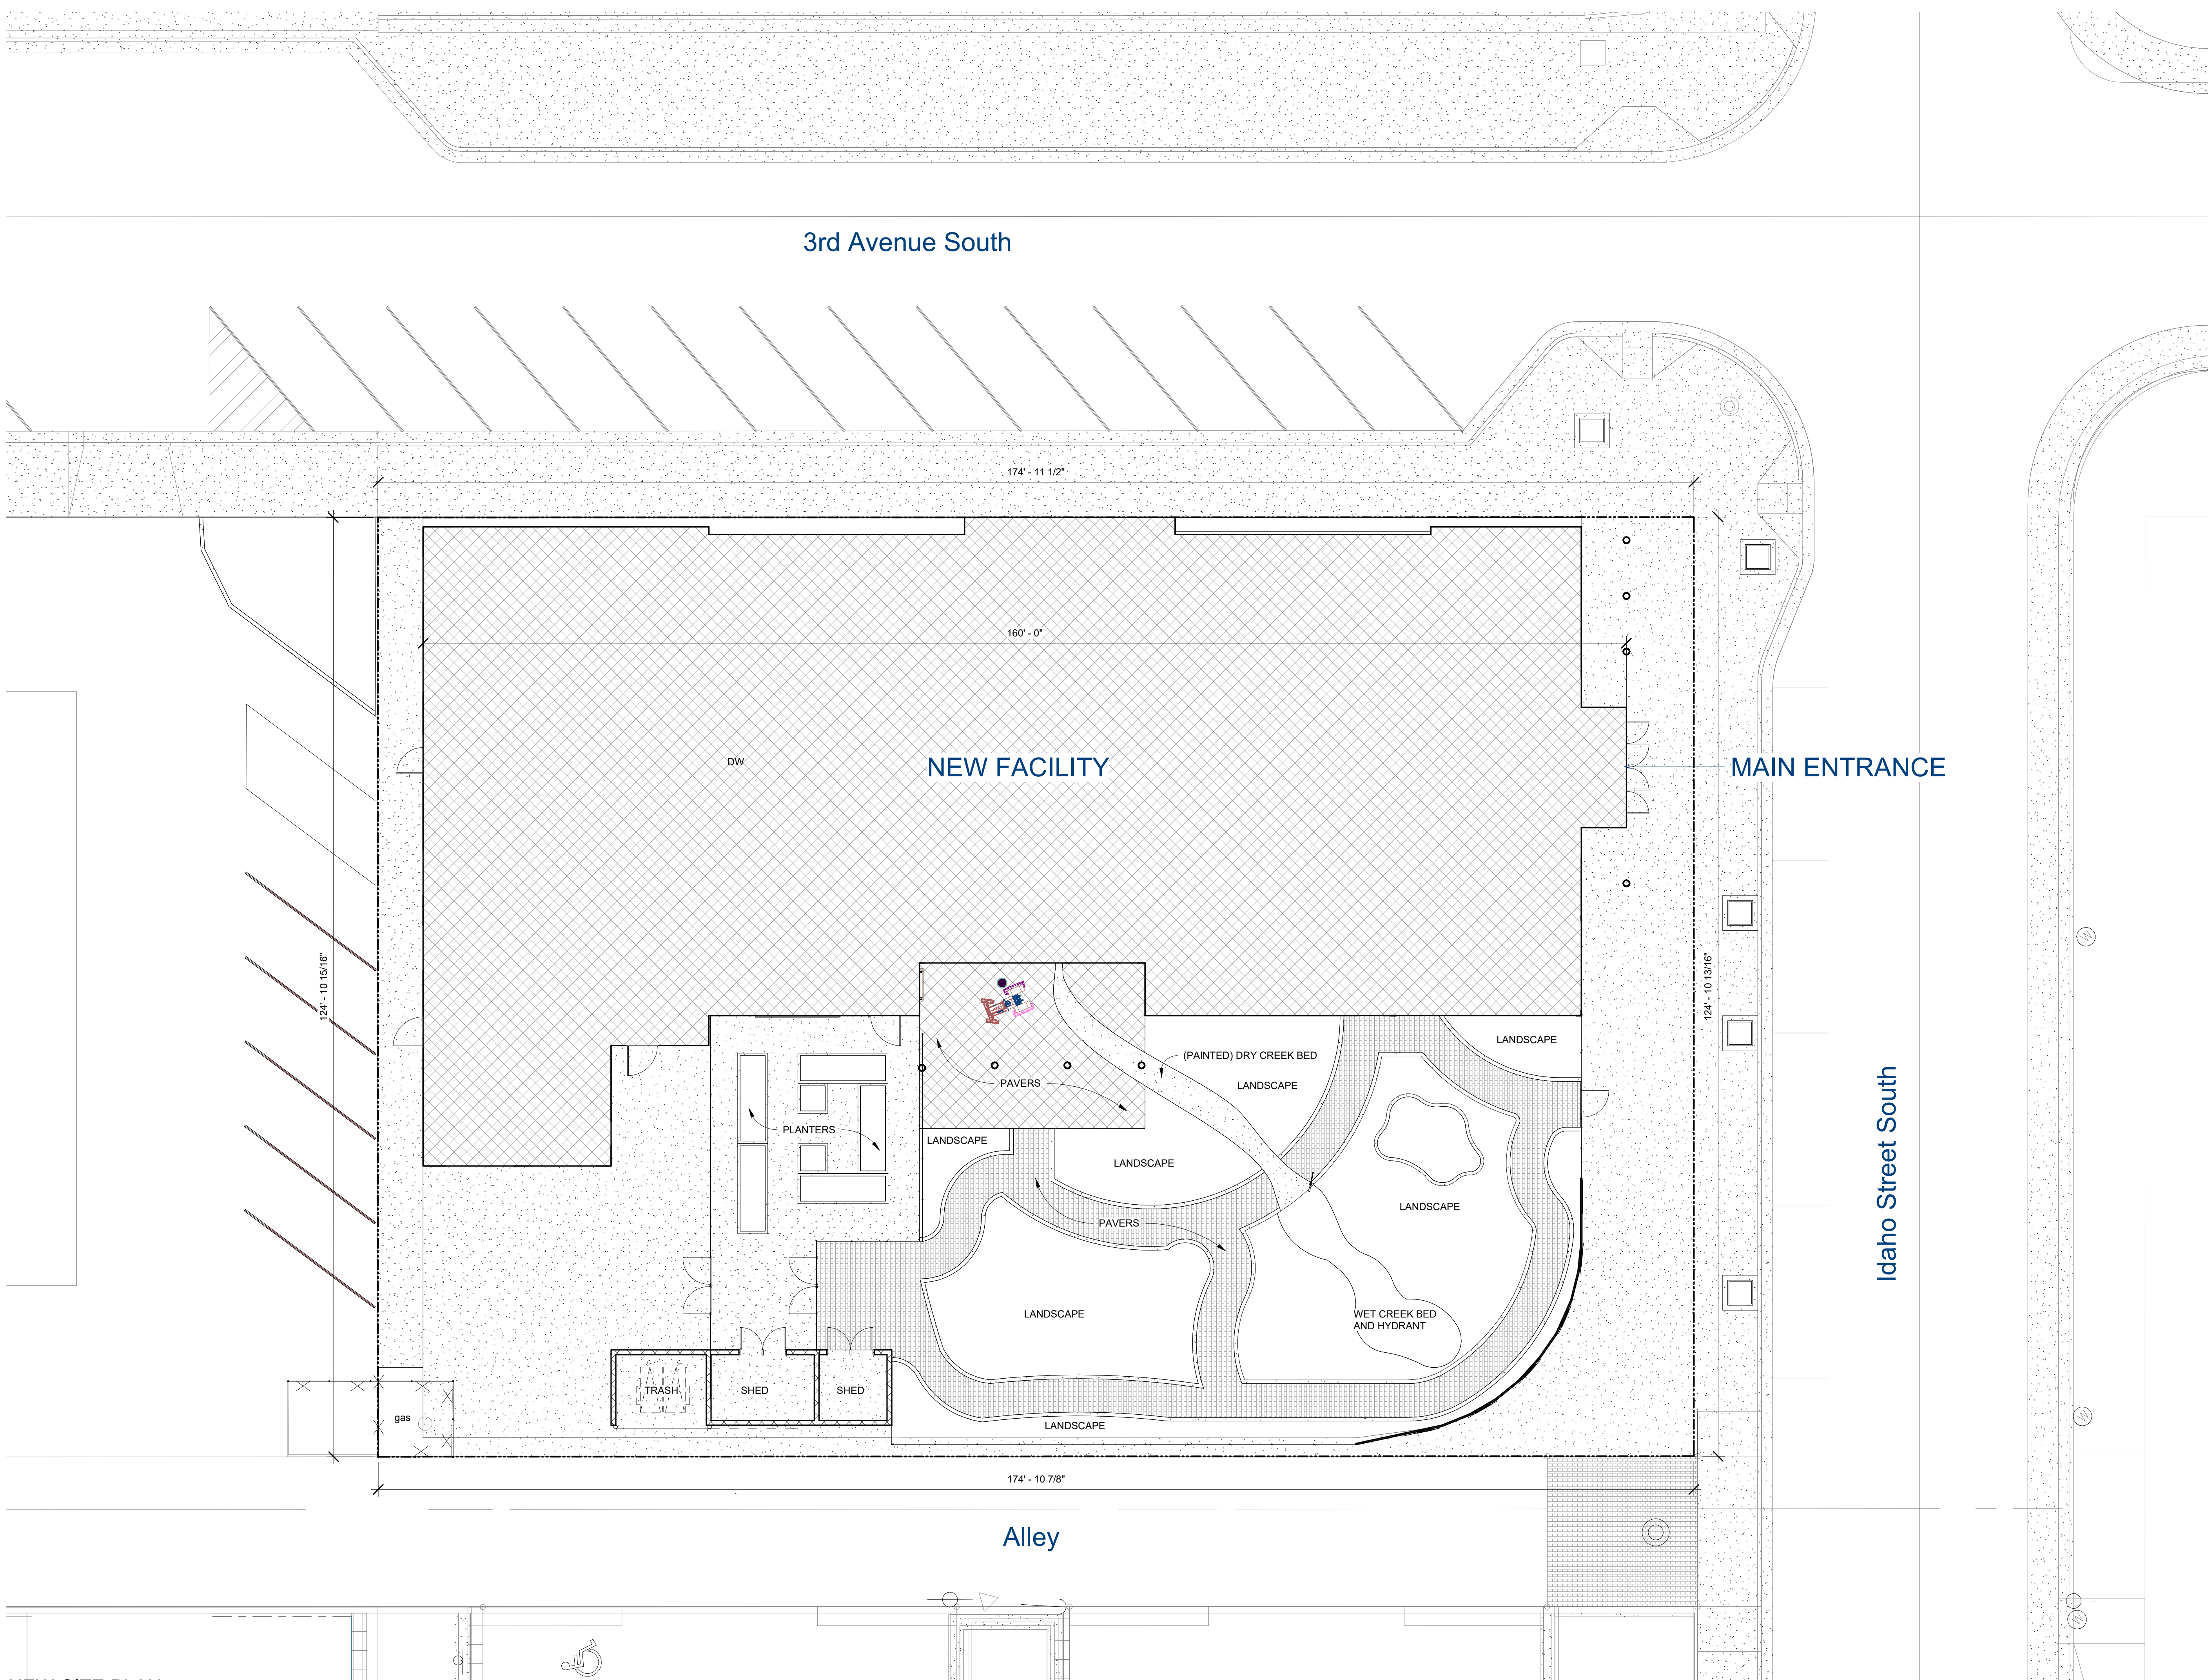 3rd Avenue South
174' - 11 1/2"
160' - 0"
DW
NEW FACILITY
MAIN ENTRANCE
124' - 10 15/16"
124' - 10 13/16"
(PAINTED) DRY CREEK BED
LANDSCAPE
LANDSCAPE
PAVERS
PLANTERS
LANDSCAPE
LANDSCAPE
LANDSCAPE
PAVERS
Idaho Street South
LANDSCAPE
WET CREEK BED
AND HYDRANT
TRASH
SHED
SHED
gas
LANDSCAPE
174' - 10 7/8"
Alley
W
W
W